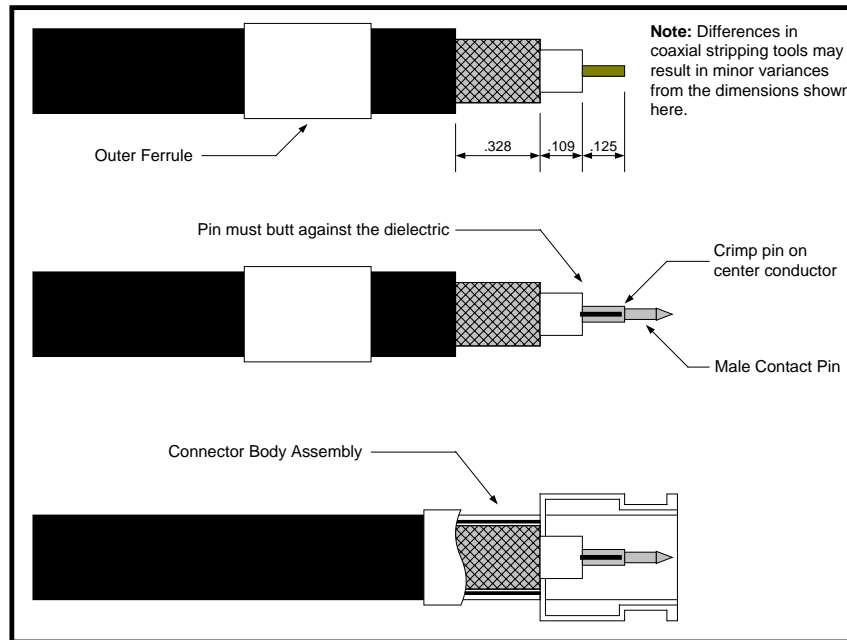 Note: Differences in
coaxial stripping tools may
result in minor variances
from the dimensions shown
here.
Outer Ferrule
.328
.109
.125
Pin must butt against the dielectric
Crimp pin on
center conductor
Male Contact Pin
Connector Body Assembly